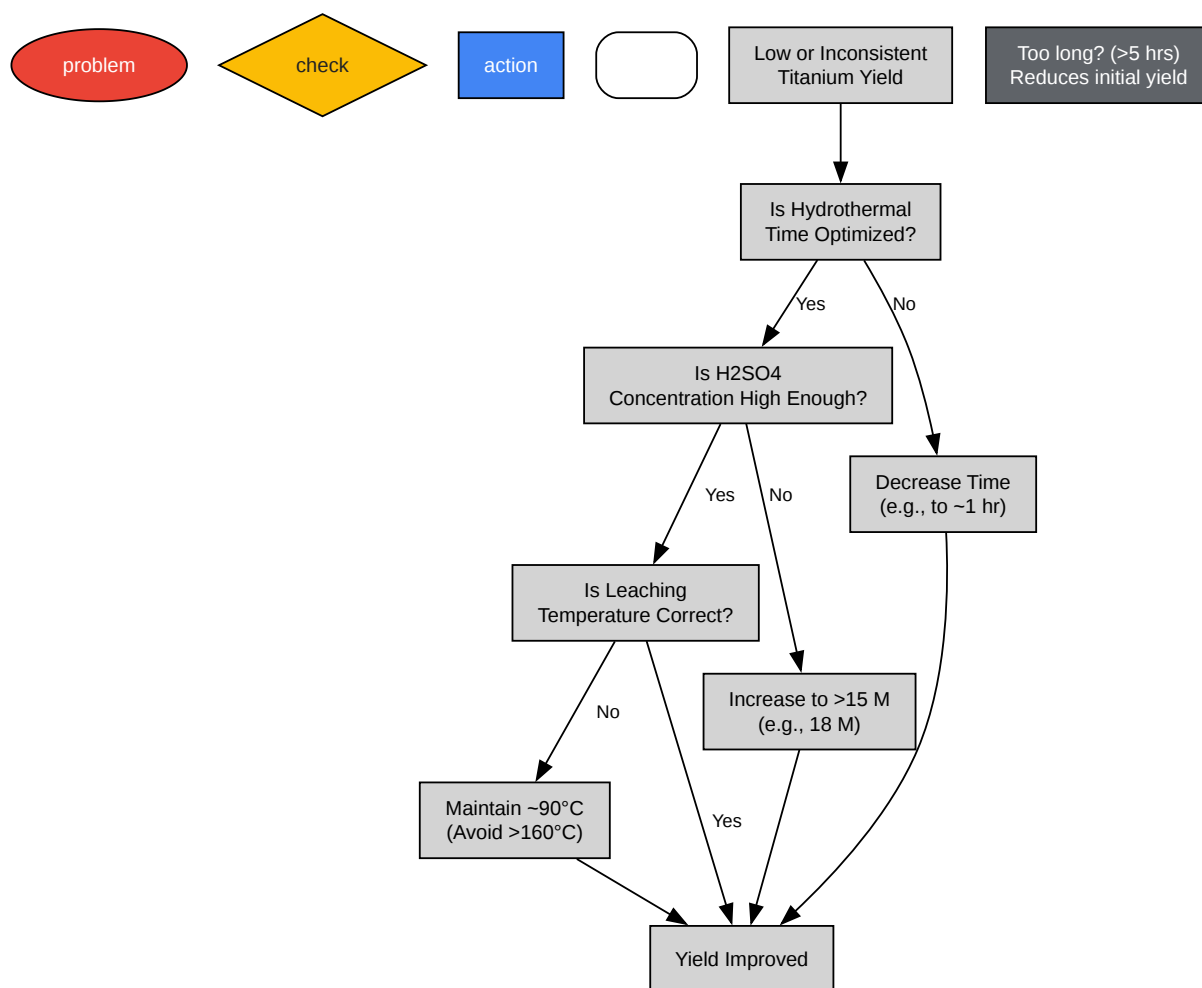 problem
check
action
Low or Inconsistent
Titanium Yield
Too long? (>5 hrs)
Reduces initial yield
Is Hydrothermal
Time Optimized?
Yes
No
Is H2SO4
Concentration High Enough?
Yes
No
Decrease Time
(e.g., to ~1 hr)
Is Leaching
Temperature Correct?
No
Yes
Increase to >15 M
(e.g., 18 M)
Maintain ~90°C
(Avoid >160°C)
Yield Improved